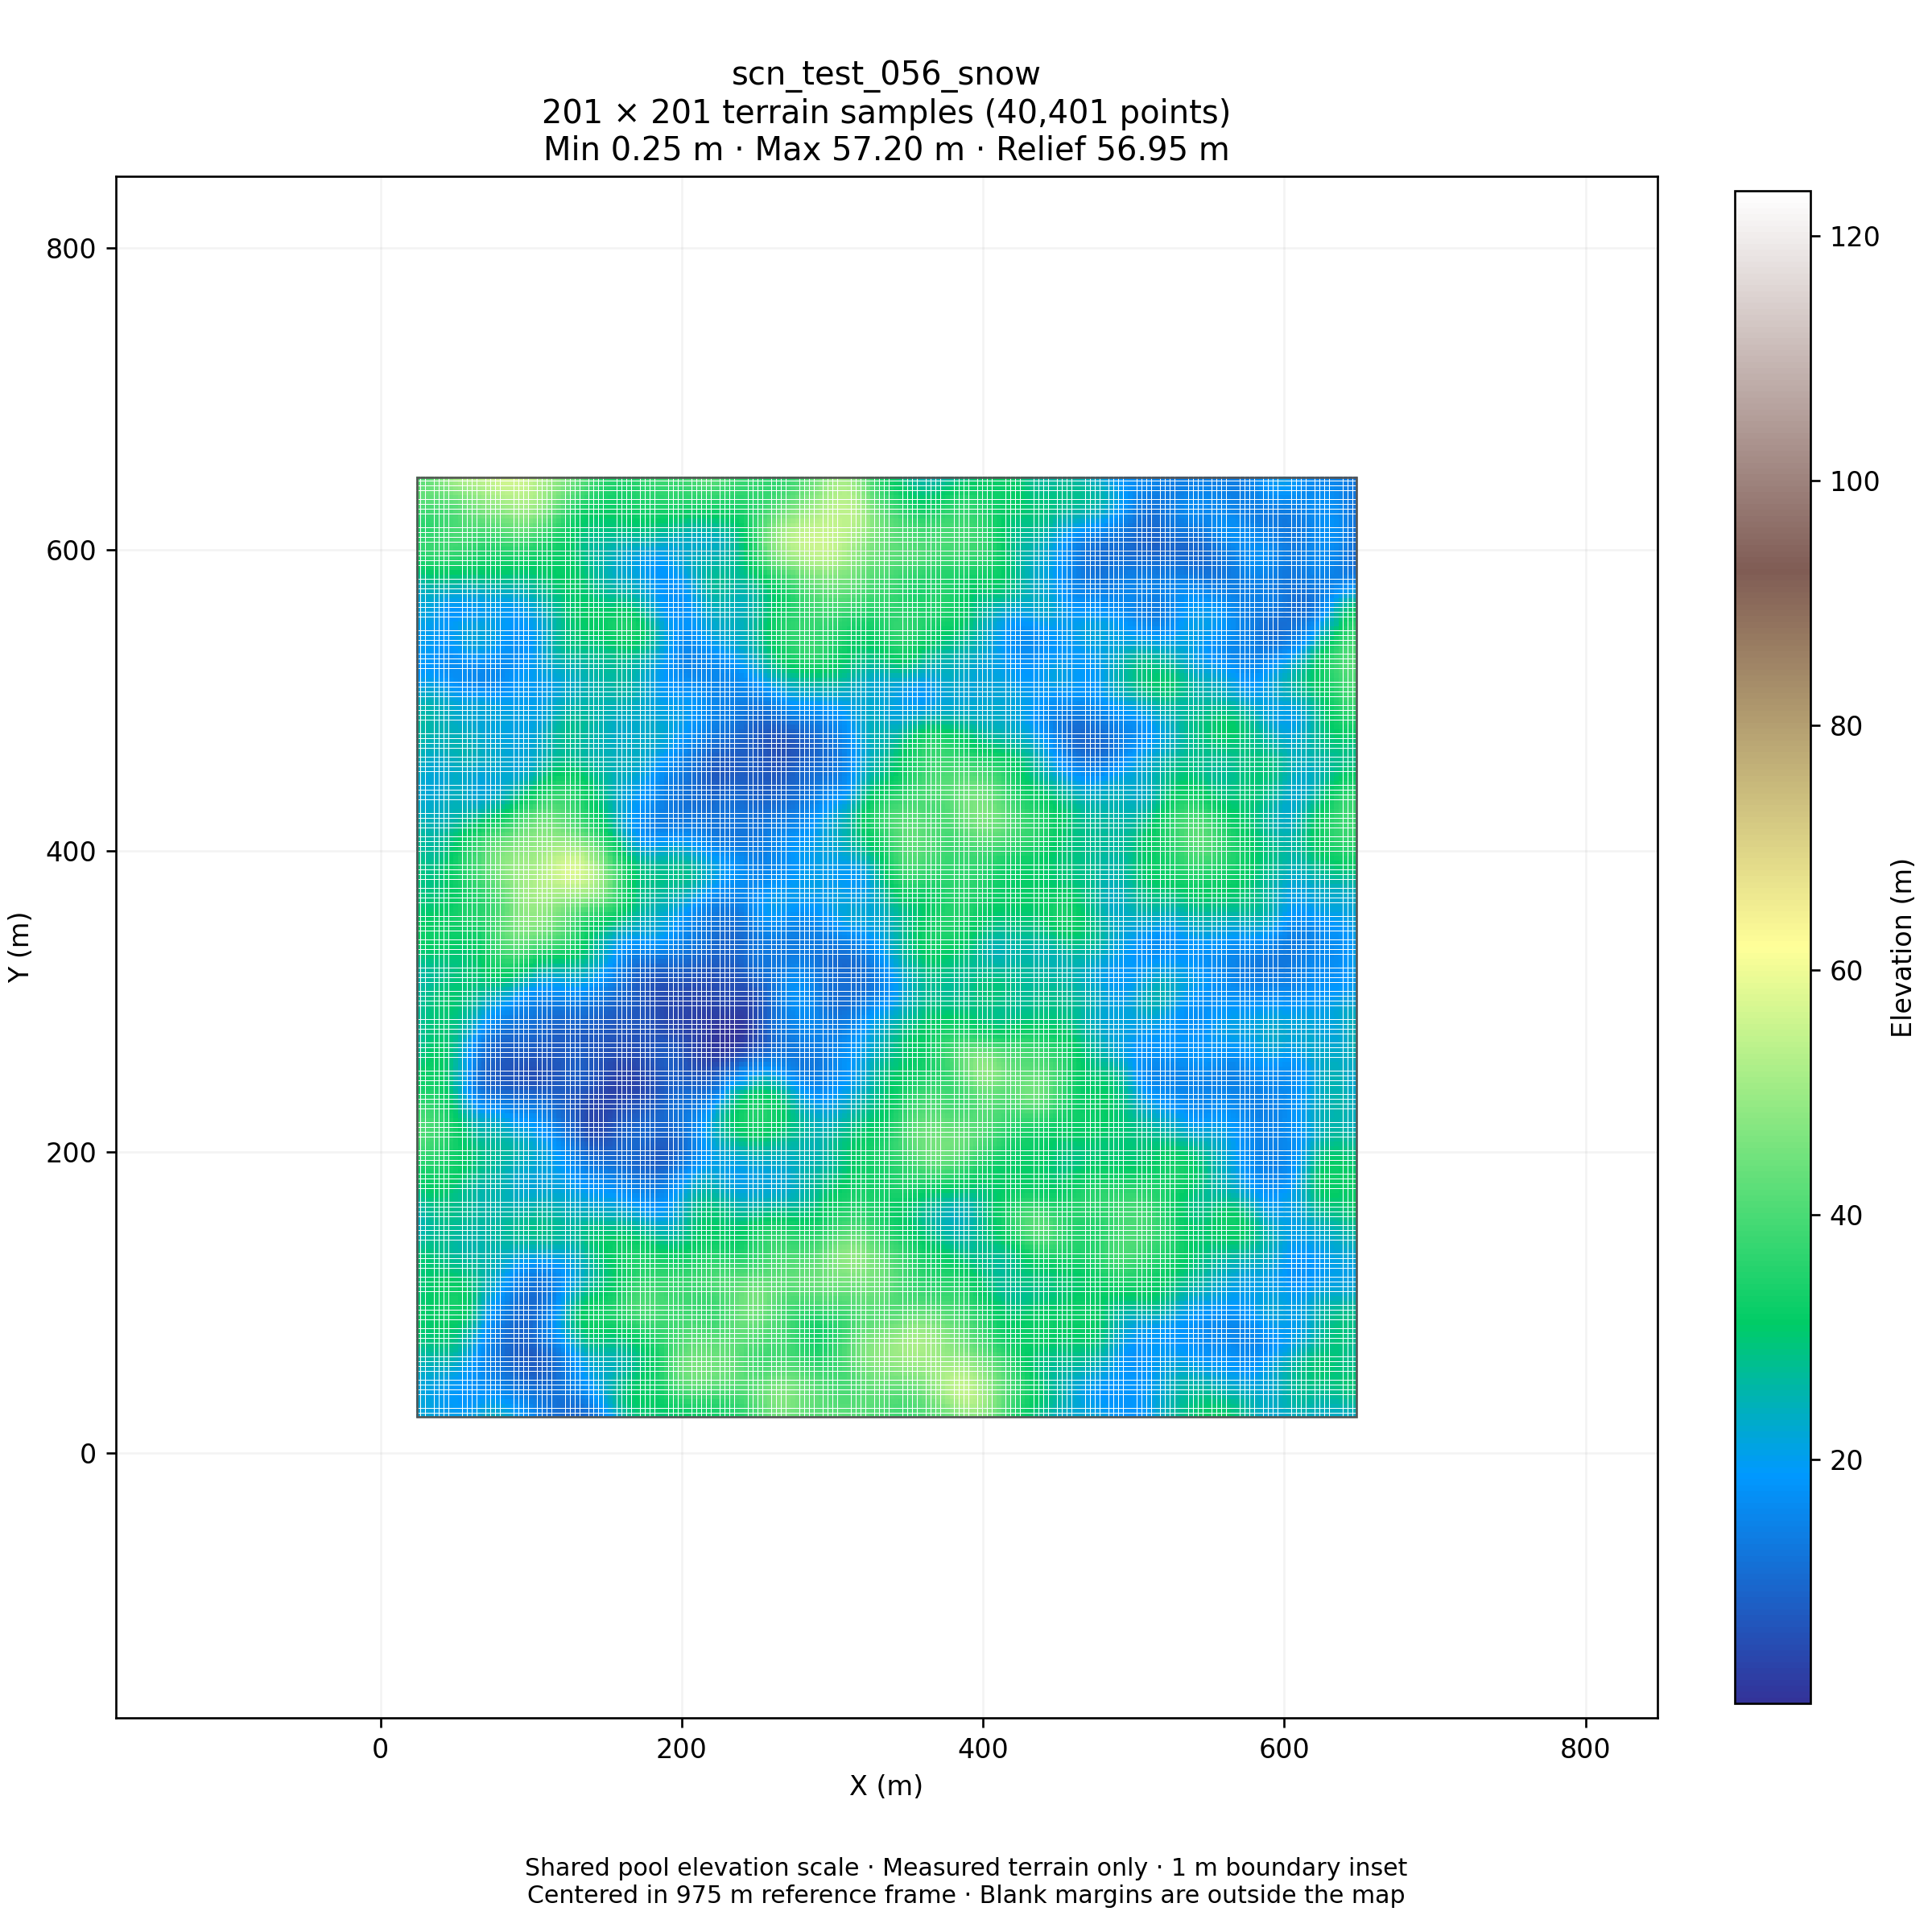 scn_test_056_snow
201 × 201 terrain samples (40,401 points)
Min 0.25 m · Max 57.20 m · Relief 56.95 m
800
600
400
200
0
Y (m)
0 200 400 600 800
X (m)
120
100
80
60
40
20
Elevation (m)
Shared pool elevation scale · Measured terrain only · 1 m boundary inset
Centered in 975 m reference frame · Blank margins are outside the map